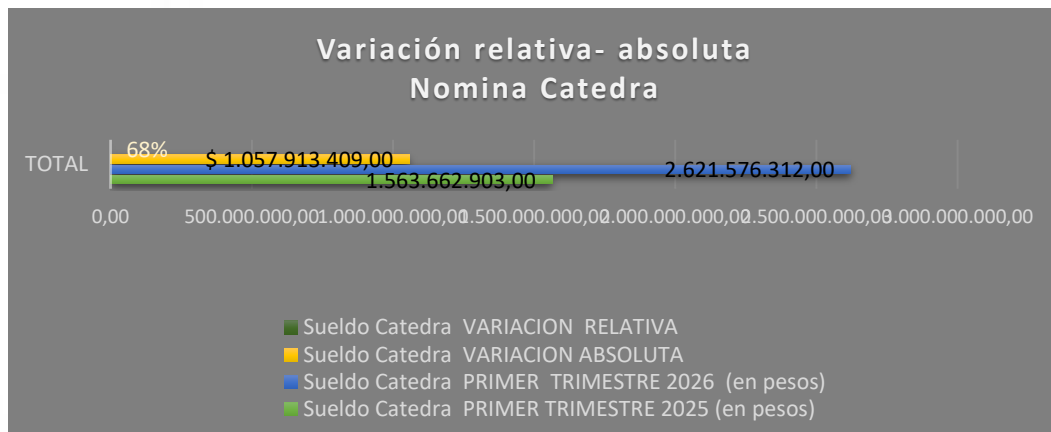 Variación relativa- absoluta
Nomina Catedra
68%
$ 1.057.913.409,00
TOTAL
2.621.576.312,00
1.563.662.903,00
0,00 500.000.000,00 1.000.000.000,00 1.500.000.000,00 2.000.000.000,00 2.500.000.000,00 3.000.000.000,00
Sueldo Catedra VARIACION RELATIVA
Sueldo Catedra VARIACION ABSOLUTA
Sueldo Catedra PRIMER TRIMESTRE 2026 (en pesos)
Sueldo Catedra PRIMER TRIMESTRE 2025 (en pesos)